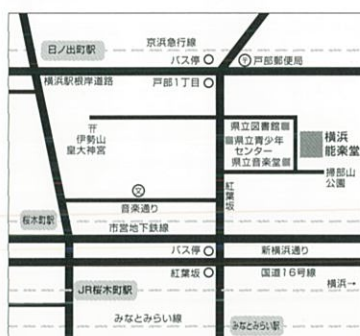 京浜急行線
日ノ出町駅
バス停
戸部郵便局
横浜駅根岸道路
戸部1丁目
県立図書館
伊勢山
皇大神宮
県立青少年
センター
県立音楽堂
横浜
能楽堂
掃部山
公園
紅葉坂
音楽通り
桜木町駅
市営地下鉄線
バス停
新横浜通り
紅葉坂
国道16号線
横浜→
JR桜木町駅
みなとみらい線
みなとみらい駅